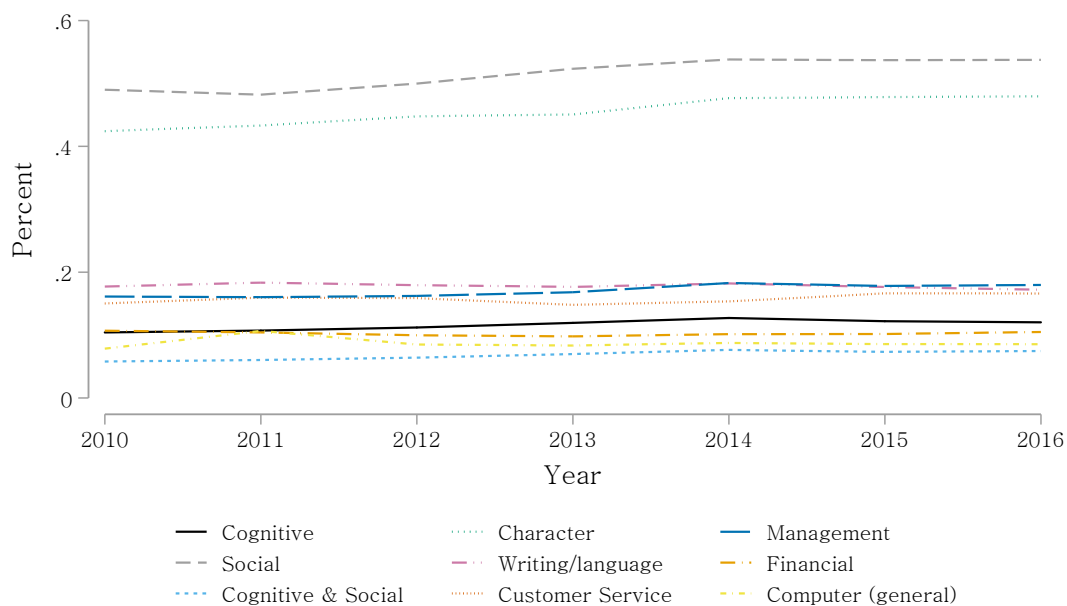 .6
.4
.2
0
Percent
2010 2011 2012 2013 2014 2015 2016
Year
Cognitive Character Management
Social Writing/language Financial
Cognitive & Social Customer Service Computer (general)